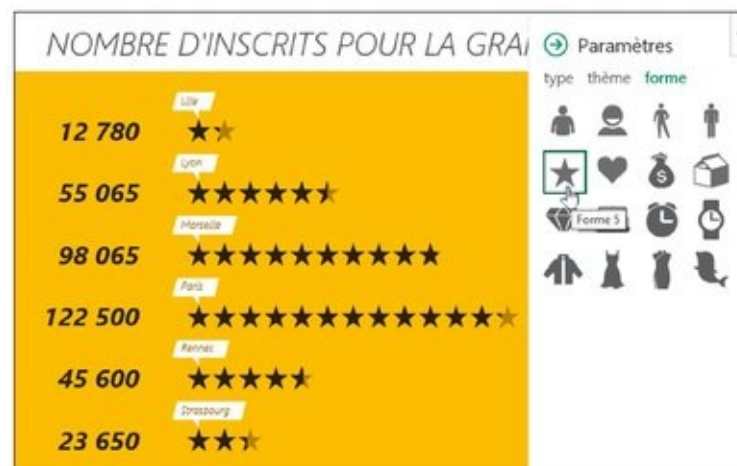 NOMBRE D'INSCRITS POUR LA GRA
Paramètres
type thème forme
Lille
12 780
Lyon
55 065
Marseille
98 065
Paris
122 500
Rennes
45 600
Strasbourg
23 650
Forme 5
$